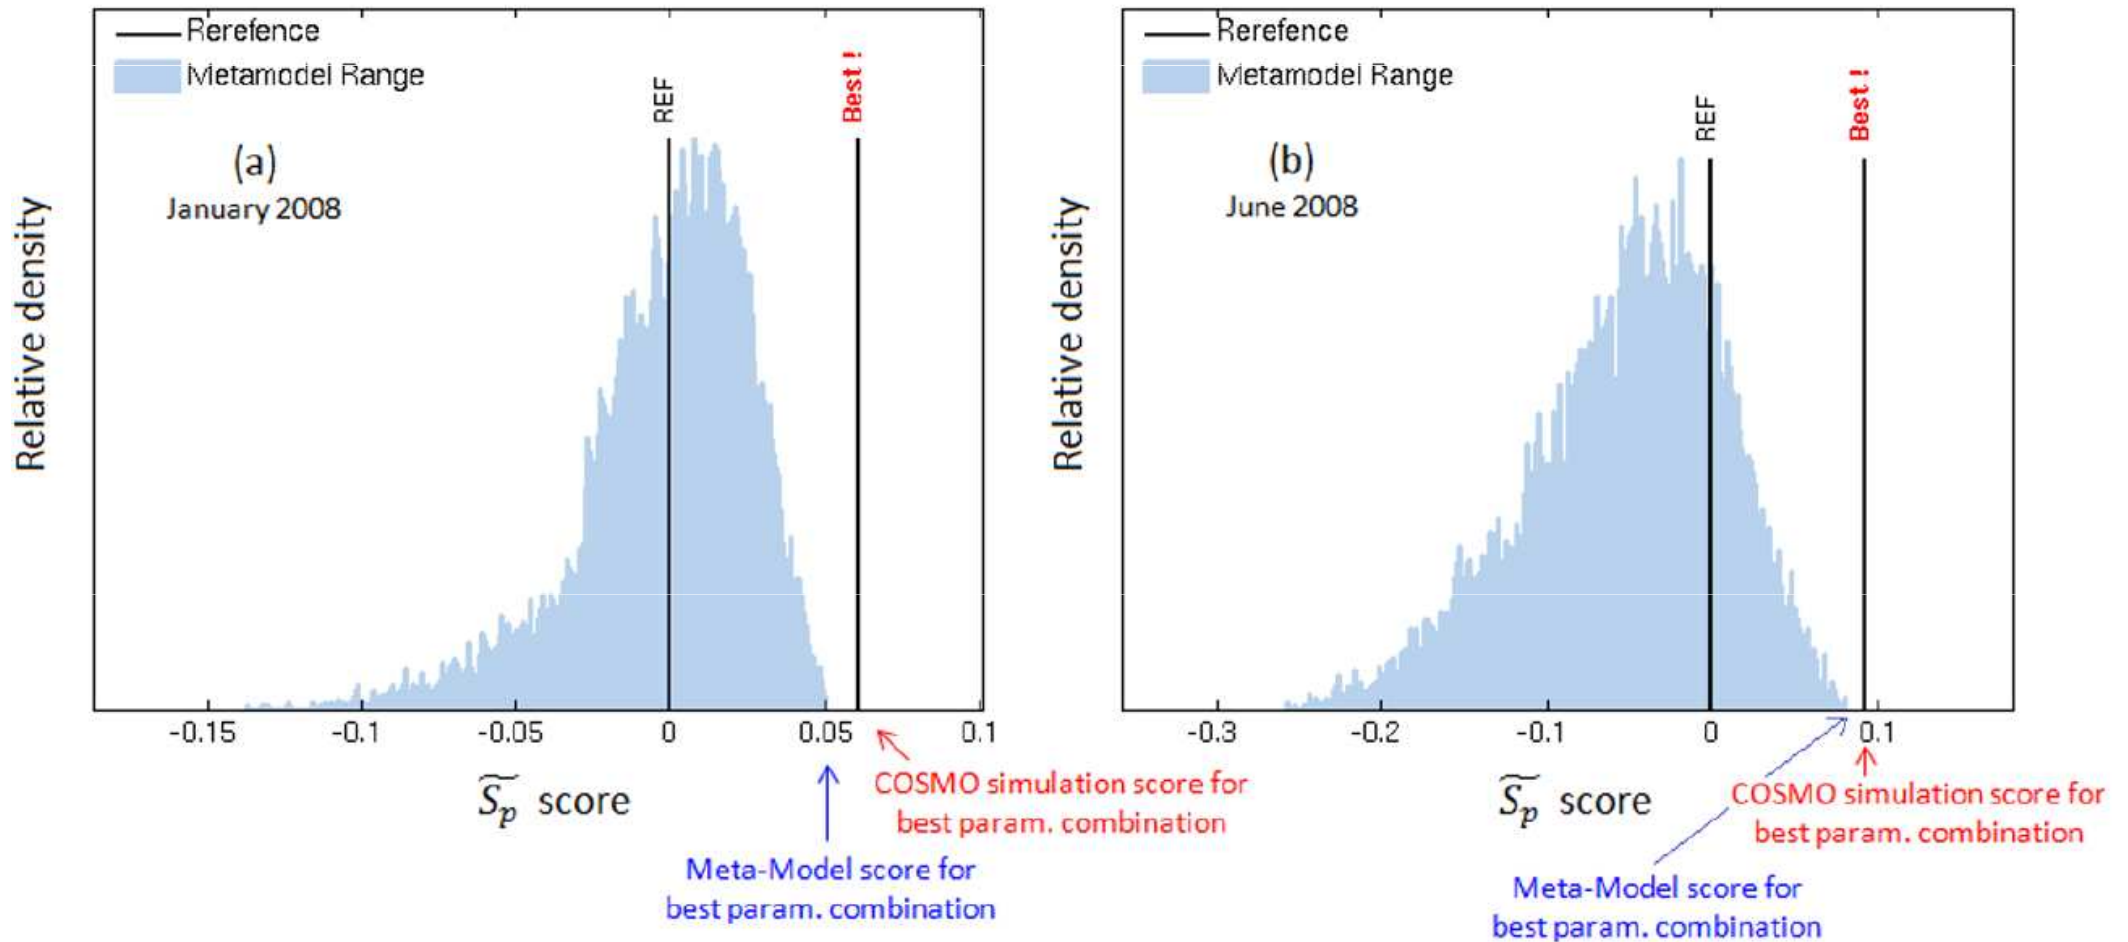 Rerefence
Metamodel Range
REF
Best !
(a)
January 2008
Relative density
-0.15
-0.1
-0.05
0
0.05
0.1
S̃p score
COSMO simulation score for
best param. combination
Meta-Model score for
best param. combination
Rerefence
Metamodel Range
REF
Best !
(b)
June 2008
Relative density
-0.3
-0.2
-0.1
0
0.1
S̃p score
COSMO simulation score for
best param. combination
Meta-Model score for
best param. combination